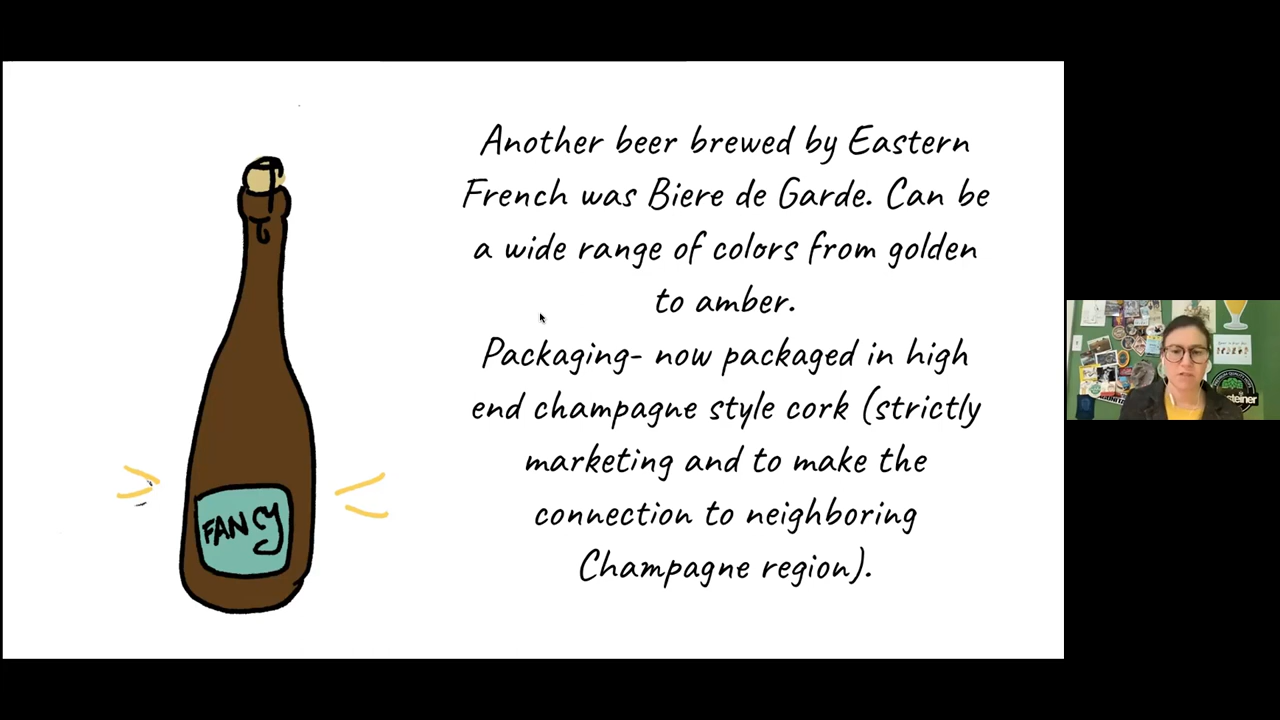 Another beer brewed by Eastern
French was Biere de Garde. Can be
a wide range of colors from golden
to amber.
Packaging- now packaged in high
end champagne style cork (strictly
marketing and to make the
connection to neighboring
Champagne region).
FANCY
steiner